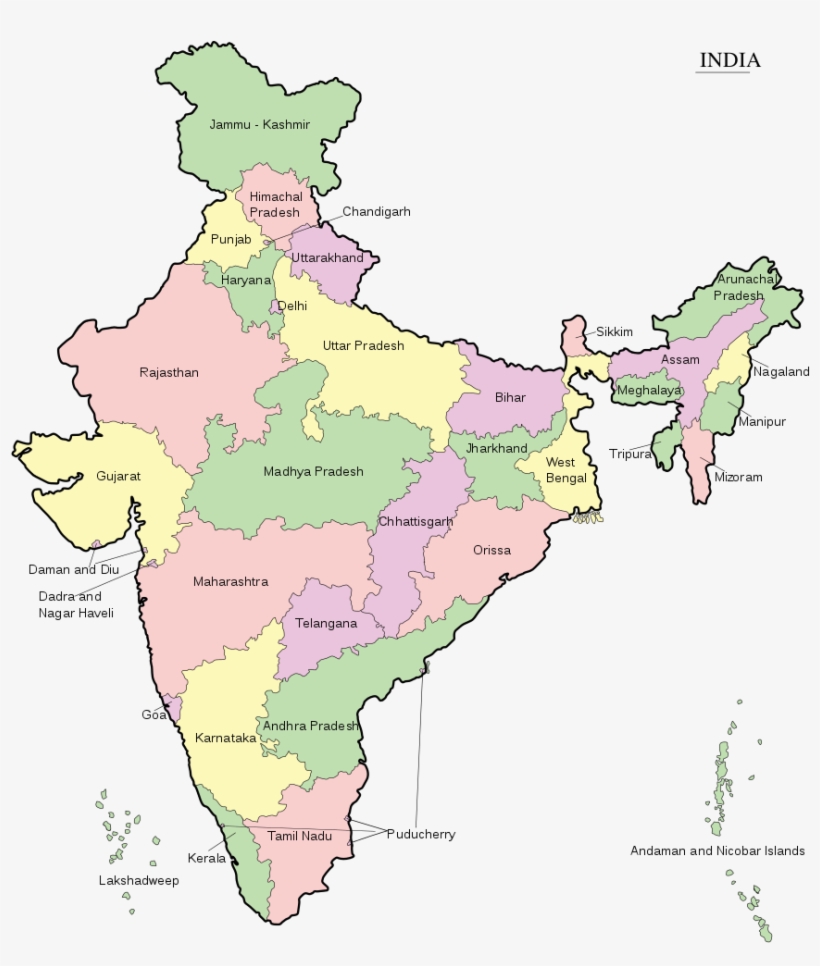 INDIA
Jammu - Kashmir
Himachal
Pradesh
Chandigarh
Punjab
Uttarakhand
Haryana
Delhi
Arunachal
Pradesh
Sikkim
Uttar Pradesh
Assam
Rajasthan
Nagaland
Meghalaya
Bihar
Manipur
Jharkhand
Tripura
West
Bengal
Madhya Pradesh
Gujarat
Mizoram
Chhattisgarh
Orissa
Daman and Diu
Maharashtra
Dadra and
Nagar Haveli
Telangana
Goa
Andhra Pradesh
Karnataka
Puducherry
Tamil Nadu
Kerala
Andaman and Nicobar Islands
Lakshadweep